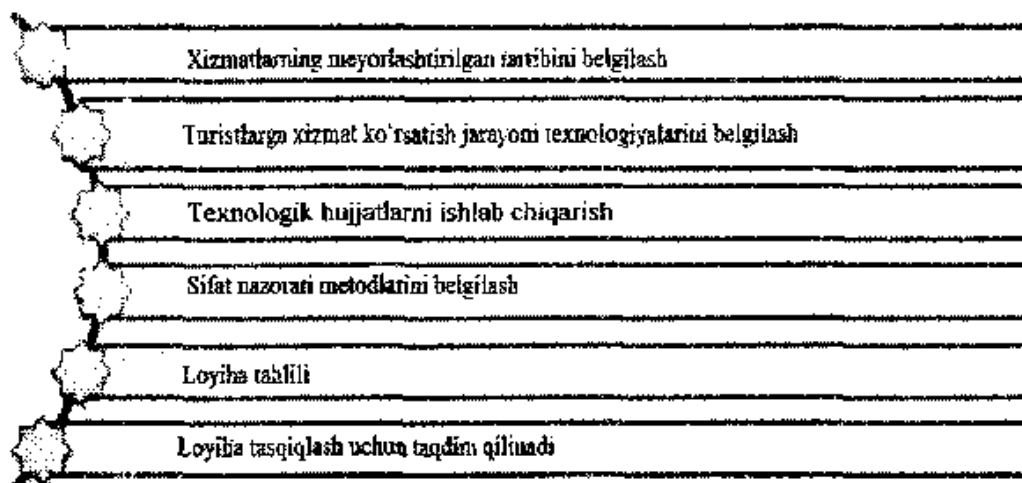 Xizmatlarning meyorlashtirilgan tartibini belgilash
Turistlarga xizmat ko‘rsatish jarayoni texnologiyalarini belgilash
Texnologik hujjatlarni ishlab chiqarish
Sifat nazorati metodlarini belgilash
Loyiha tahlili
Loyiha tasqiqlash uchun taqdim qilinadi